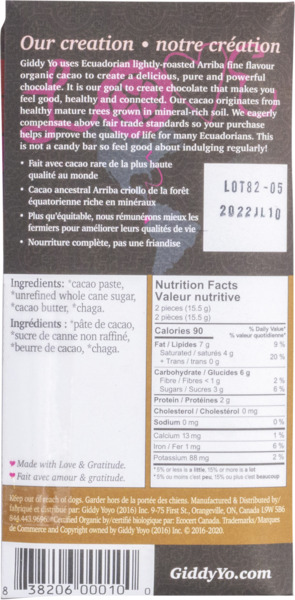 Our creation • notre création
Giddy Yo uses Ecuadorian lightly-roasted Arriba fine flavour
organic cacao to create a delicious, pure and powerful
chocolate. It is our goal to create chocolate that makes you
feel good, healthy and connected. Our cacao originates from
healthy mature trees grown in mineral-rich soil. We eagerly
compensate above fair trade standards so your purchase
helps improve the quality of life for many Ecuadorians. This
is not a candy bar so feel good about indulging regularly!
• Fait avec cacao rare de la plus haute
qualité au monde
• Cacao ancestral Arriba criollo de la forêt
équatorienne riche en minéraux
• Plus qu'équitable, nous rémunérons mieux les
fermiers pour améliorer leurs qualités de vie
• Nourriture complète, pas une friandise
LOT82-05
2022JL10
Ingredients: *cacao paste,
*unrefined whole cane sugar,
*cacao butter, *chaga.
Ingrédients : *pâte de cacao,
*sucre de canne non raffiné,
*beurre de cacao, *chaga.
♥ Made with Love & Gratitude.
♥ Fait avec amour & gratitude.
Nutrition Facts
Valeur nutritive
2 pieces (15.5 g)
2 pièces (15.5 g)
Calories 90
% Daily Value*
% valeur quotidienne*
Fat / Lipides 7 g 9 %
Saturated / saturés 4 g
+ Trans / trans 0 g 20 %
Carbohydrate / Glucides 6 g
Fibre / Fibres < 1 g 2 %
Sugars / Sucres 3 g 6 %
Protein / Protéines 2 g
Cholesterol / Cholestérol 0 mg
Sodium 0 mg 0 %
Calcium 13 mg 1 %
Iron / Fer 1 mg 6 %
Potassium 88 mg 2 %
*5% or less is a little, 15% or more is a lot
*5% ou moins c'est peu, 15% ou plus c'est beaucoup
Keep out of reach of dogs. Garder hors de la portée des chiens. Manufactured & Distributed by/
fabriqué et distribué par: Giddy Yoyo (2016) Inc. 9-75 First St., Orangeville, ON, Canada L9W 5B6
844.443.9696. *Certified Organic by/certifié biologique par: Ecocert Canada. Trademarks/Marques
de Commerce and Copyright owned by Giddy Yoyo (2016) Inc. © 2016-2020.
8 38206 00010 0
GiddyYo.com